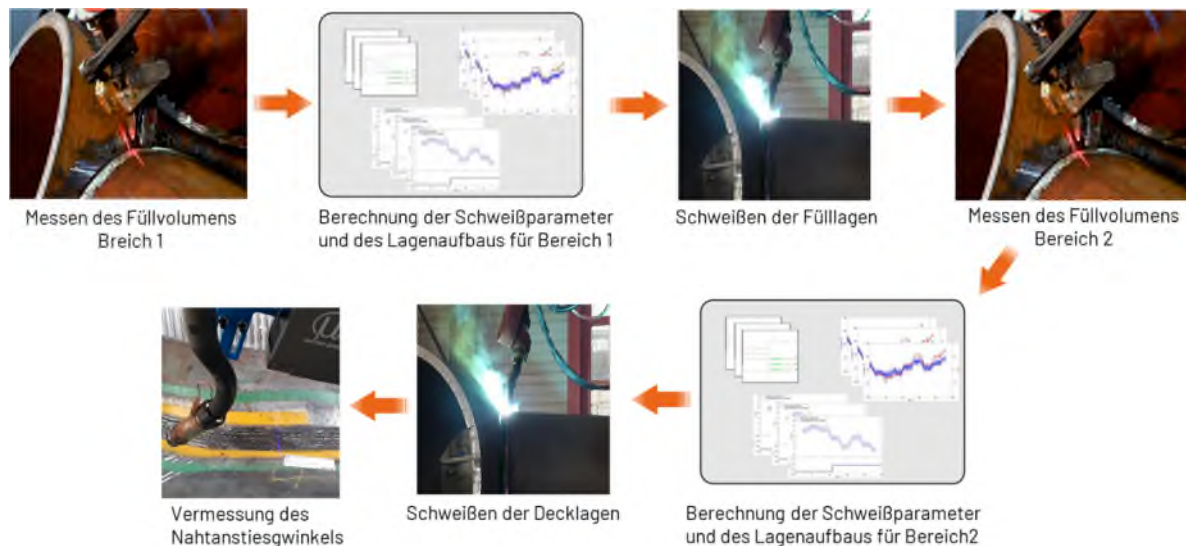 Messen des Füllvolumens
Breich 1
Berechnung der Schweißparameter
und des Lagenaufbaus für Bereich 1
Schweißen der Fülllagen
Messen des Füllvolumens
Bereich 2
Berechnung der Schweißparameter
und des Lagenaufbaus für Bereich2
Schweißen der Decklagen
Vermessung des
Nahtanstiesgwinkels